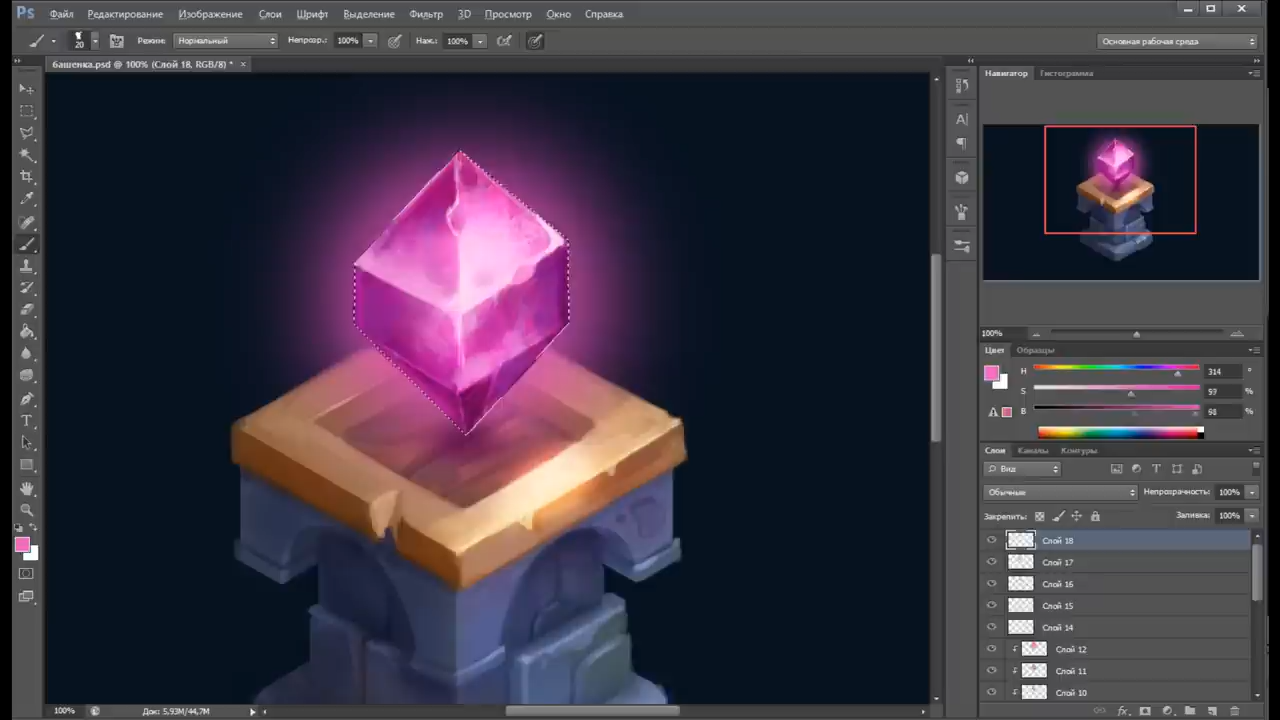 Ps Файл Редактирование Изображение Слои Шрифт Выделение Фильтр 3D Просмотр Окно Справка
20 Режим: Нормальный Непрозр.: 100% Наж.: 100% Основная рабочая среда
башенка.psd @ 100% (Слой 18, RGB/8) *
Навигатор Гистограмма
100%
Цвет Образцы
H 314 °
S %
B 98 %
Слои Каналы Контуры
Вид
Обычные Непрозрачность: 100%
Закрепить: Заливка: 100%
Слой 18
Слой 17
Слой 16
Слой 15
Слой 14
Слой 12
Слой 11
Слой 10
100% Док: 5,93M/44,7M